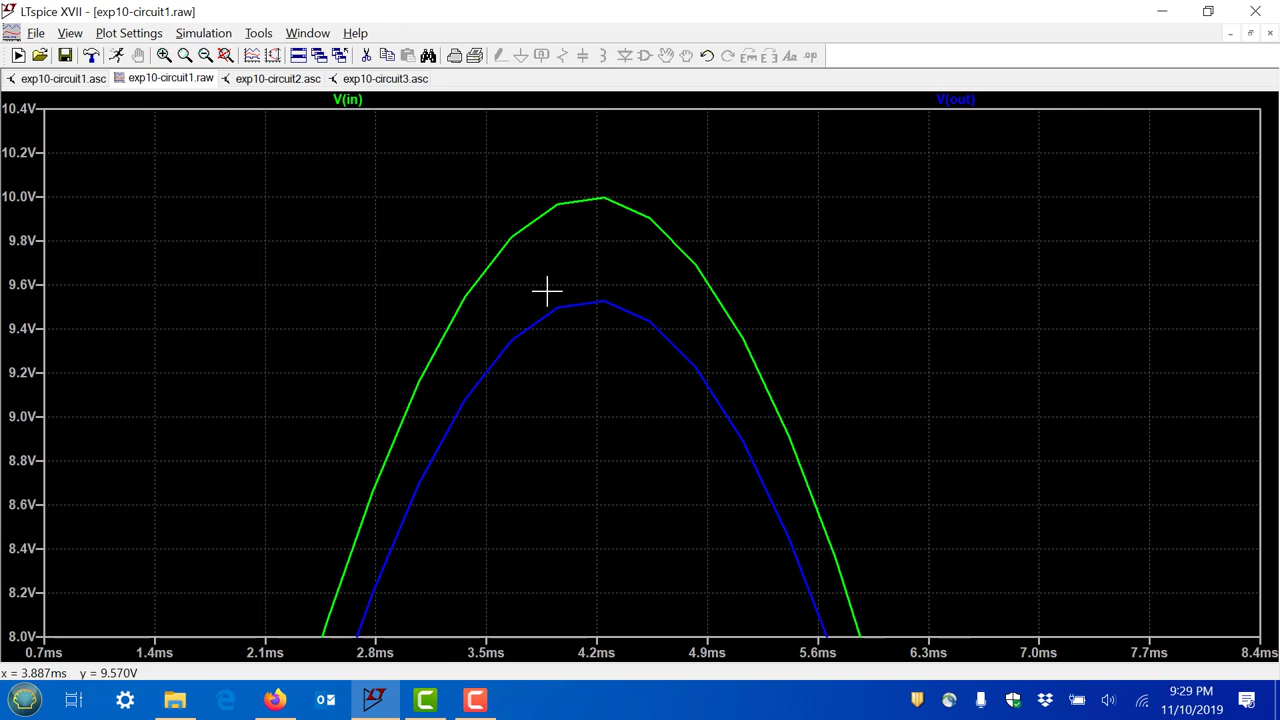 LTspice XVII - [exp10-circuit1.raw]
File View Plot Settings Simulation Tools Window Help
exp10-circuit1.asc exp10-circuit1.raw exp10-circuit2.asc exp10-circuit3.asc
V(in) V(out)
10.4V
10.2V
10.0V
9.8V
9.6V
9.4V
9.2V
9.0V
8.8V
8.6V
8.4V
8.2V
8.0V
0.7ms 1.4ms 2.1ms 2.8ms 3.5ms 4.2ms 4.9ms 5.6ms 6.3ms 7.0ms 7.7ms 8.4ms
x = 3.887ms y = 9.570V
9:29 PM
11/10/2019